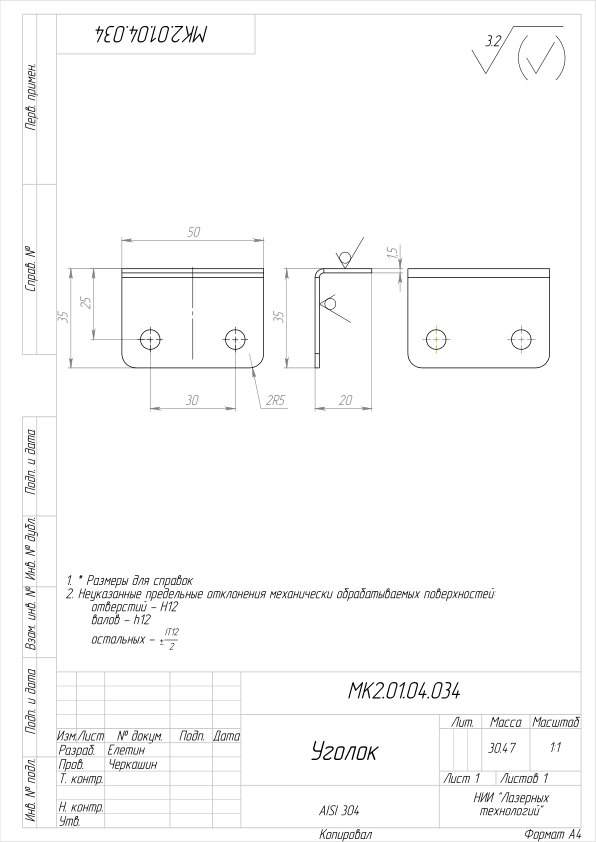 МК2.01.04.034
3.2
Перв. примен.
Справ. №
50
1,5
25
35
35
30
2R5
20
Подп. и дата
Инв. № дубл.
Взам. инв. №
Подп. и дата
Инв. № подл.
1. * Размеры для справок
2. Неуказанные предельные отклонения механически обрабатываемых поверхностей:
отверстий – H12
валов – h12
остальных – ± IT12/2
МК2.01.04.034
Лит. Масса Масштаб
Изм. Лист № докум. Подп. Дата
Разраб. Елетин
Уголок
30.47 1:1
Пров. Черкашин
Т. контр.
Лист 1 Листов 1
Н. контр.
Утв.
AISI 304
НИИ "Лазерных
технологий"
Копировал Формат А4